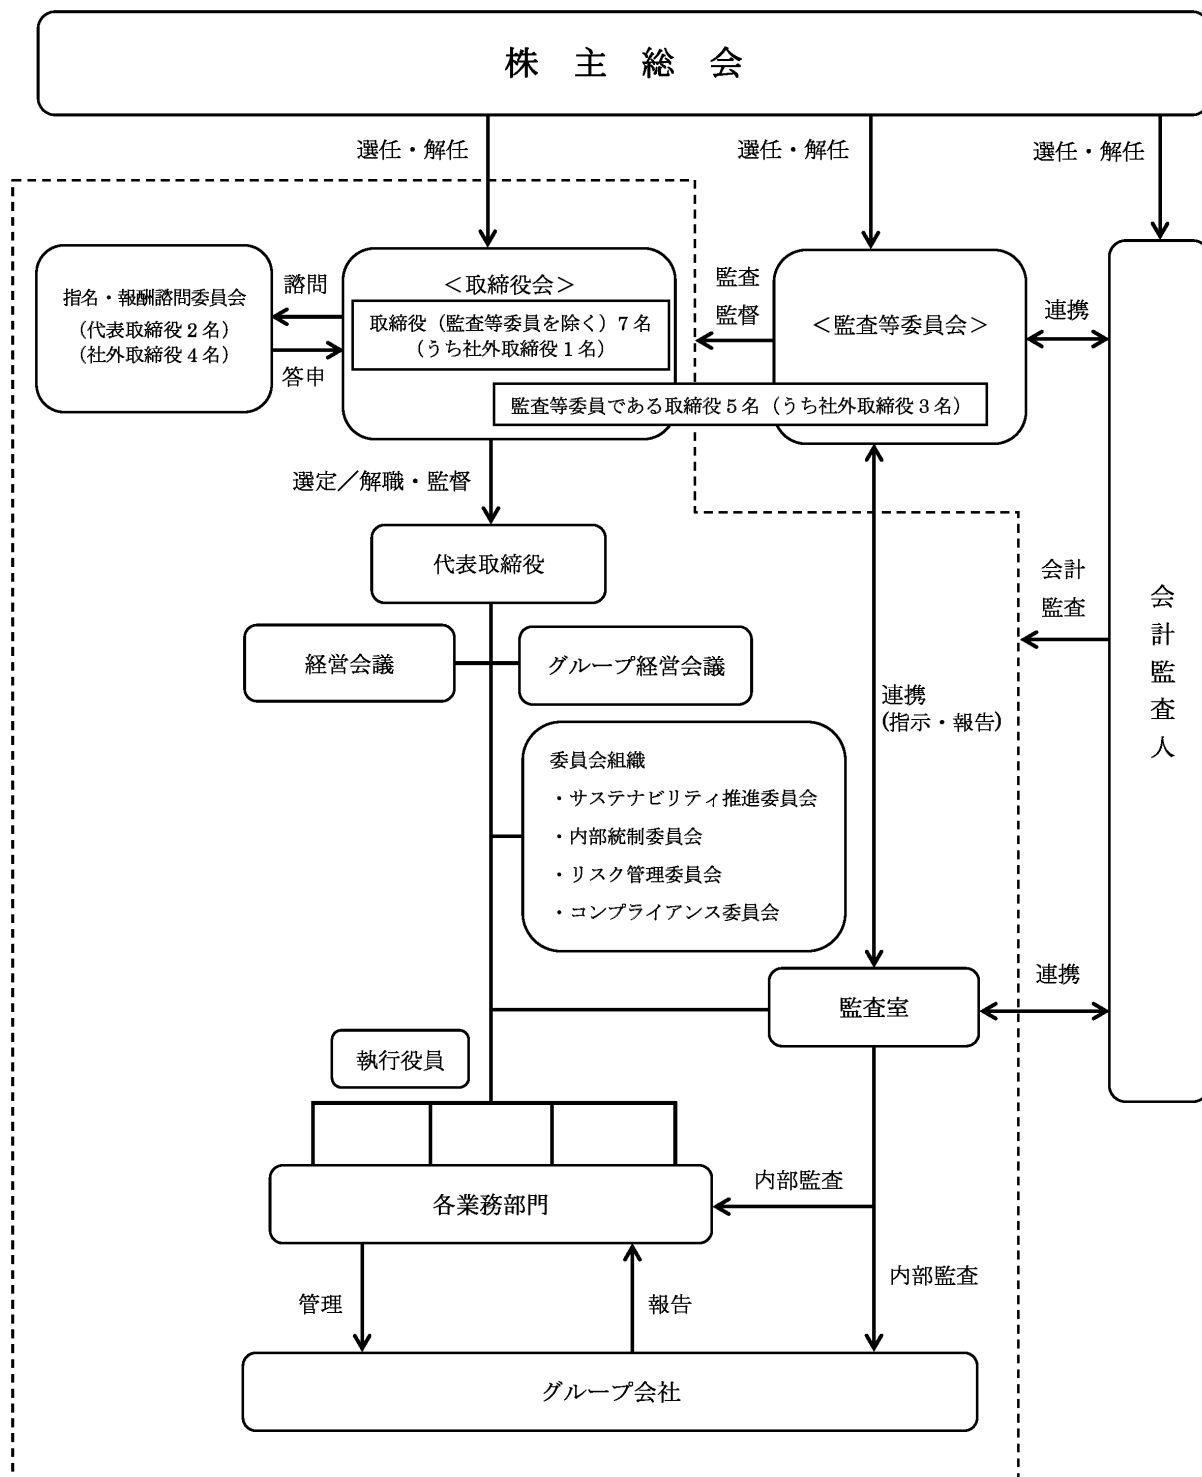 株主総会
選任・解任
選任・解任
選任・解任
指名・報酬諮問委員会
（代表取締役２名）
（社外取締役４名）
諮問
答申
＜取締役会＞
取締役（監査等委員を除く）７名
（うち社外取締役１名）
監査
監督
＜監査等委員会＞
連携
監査等委員である取締役５名（うち社外取締役３名）
選定／解職・監督
代表取締役
会計
監査
会計監査人
経営会議
グループ経営会議
連携
(指示・報告)
委員会組織
・サステナビリティ推進委員会
・内部統制委員会
・リスク管理委員会
・コンプライアンス委員会
監査室
連携
執行役員
各業務部門
内部監査
内部監査
管理
報告
グループ会社